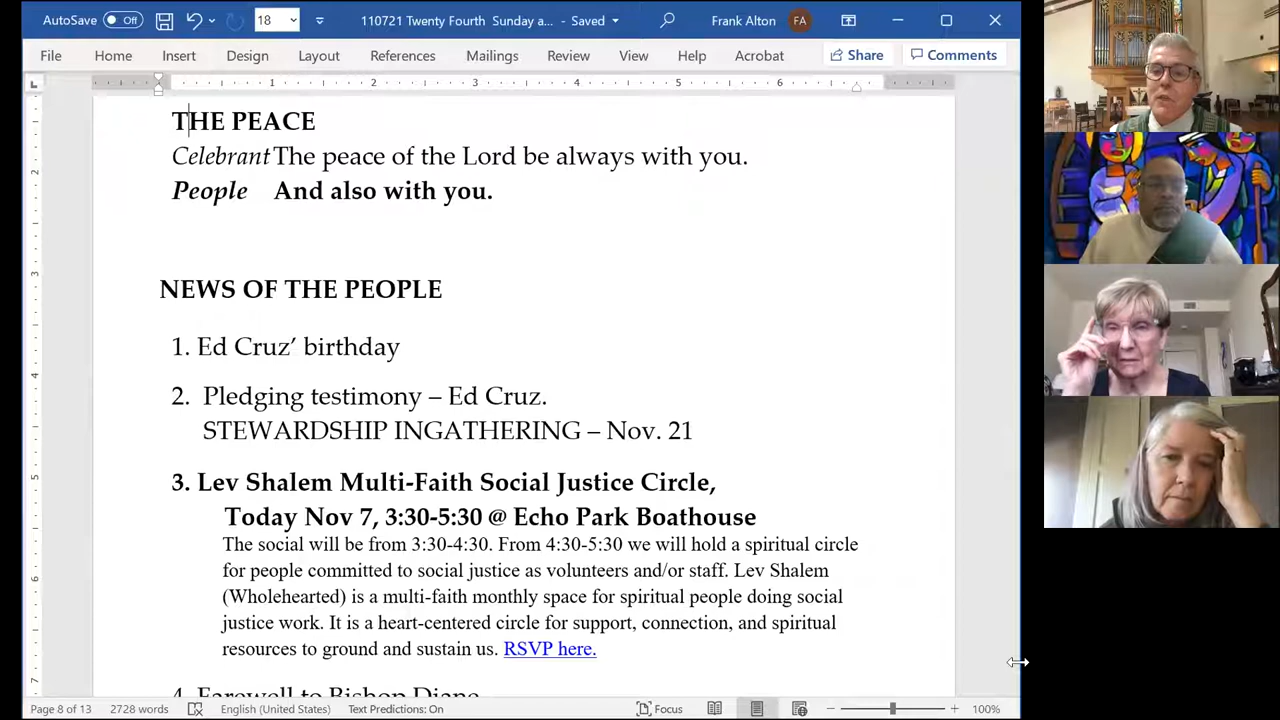 AutoSave Off 18 110721 Twenty Fourth Sunday a... - Saved Frank Alton FA
File Home Insert Design Layout References Mailings Review View Help Acrobat Share Comments
1 2 3 4 5 6
THE PEACE
Celebrant The peace of the Lord be always with you.
People And also with you.
NEWS OF THE PEOPLE
1. Ed Cruz’ birthday
2. Pledging testimony – Ed Cruz.
STEWARDSHIP INGATHERING – Nov. 21
3. Lev Shalem Multi-Faith Social Justice Circle,
Today Nov 7, 3:30-5:30 @ Echo Park Boathouse
The social will be from 3:30-4:30. From 4:30-5:30 we will hold a spiritual circle
for people committed to social justice as volunteers and/or staff. Lev Shalem
(Wholehearted) is a multi-faith monthly space for spiritual people doing social
justice work. It is a heart-centered circle for support, connection, and spiritual
resources to ground and sustain us. RSVP here.
4. Farewell to Bishop Diane
Page 8 of 13 2728 words English (United States) Text Predictions: On Focus 100%